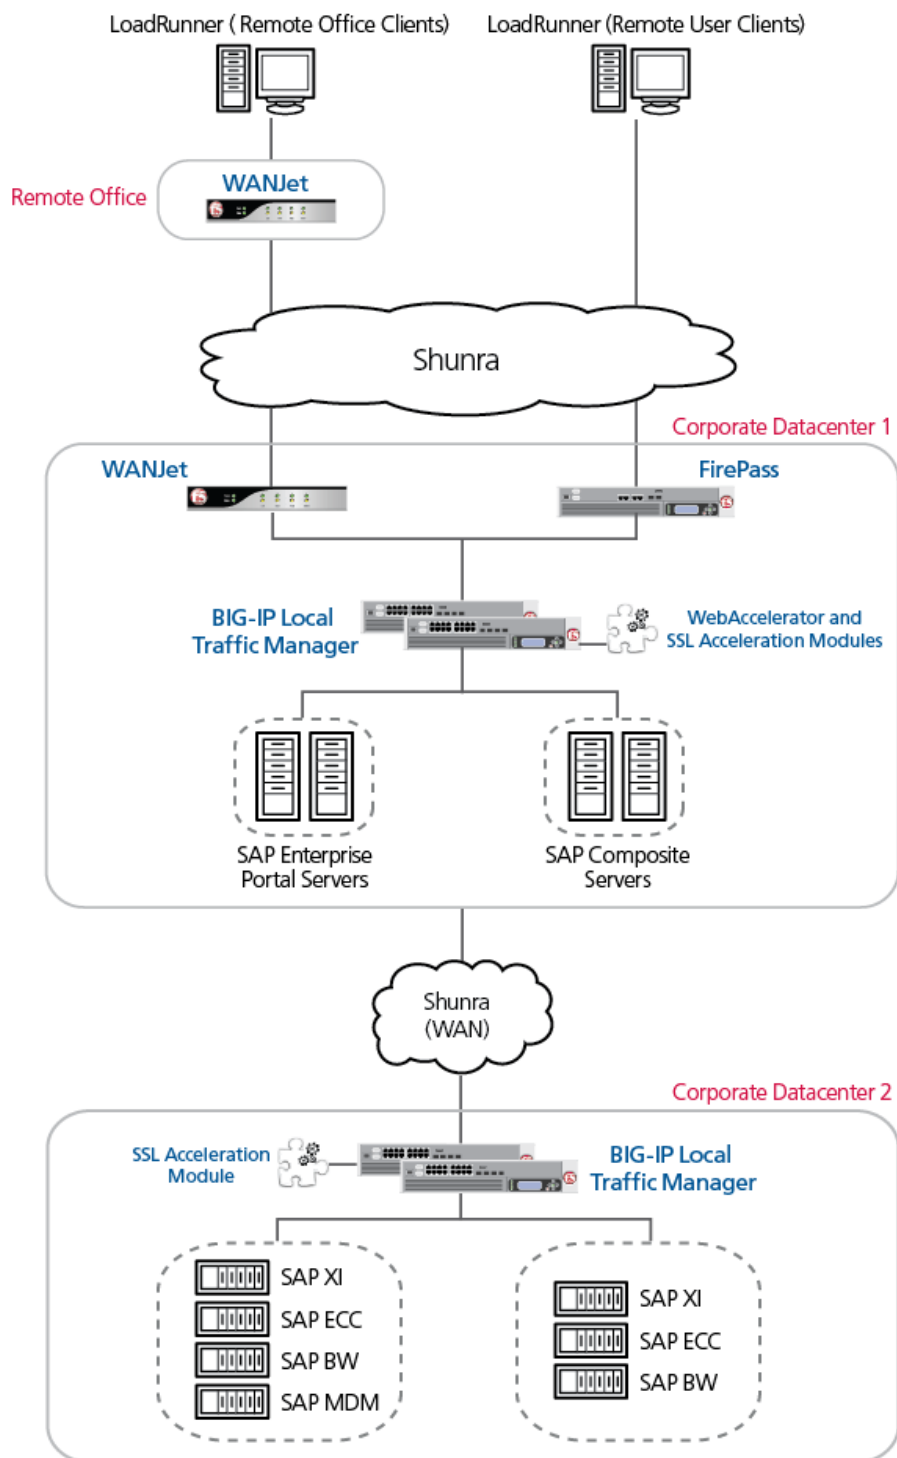 LoadRunner ( Remote Office Clients)
LoadRunner (Remote User Clients)
Remote Office
WANJet
Shunra
Corporate Datacenter 1
WANJet
FirePass
BIG-IP Local
Traffic Manager
WebAccelerator and
SSL Acceleration Modules
SAP Enterprise
Portal Servers
SAP Composite
Servers
Shunra
(WAN)
Corporate Datacenter 2
SSL Acceleration
Module
BIG-IP Local
Traffic Manager
SAP XI
SAP ECC
SAP BW
SAP MDM
SAP XI
SAP ECC
SAP BW